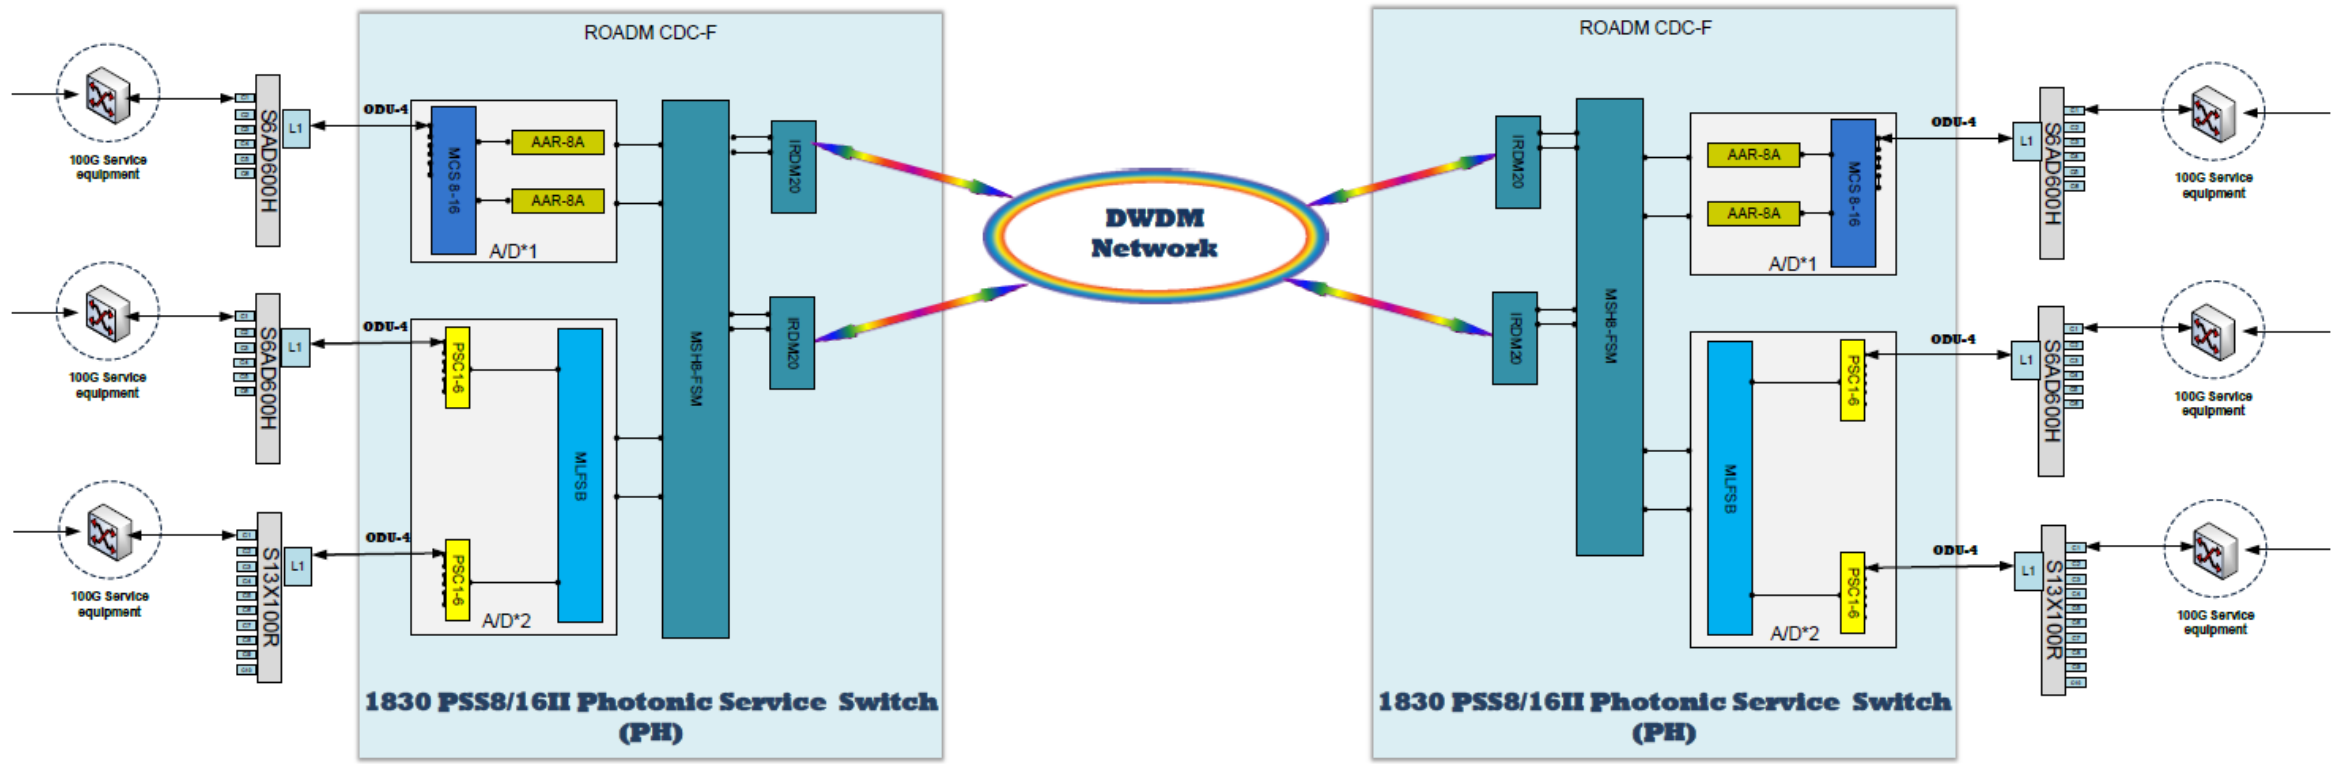 ROADM CDC-F
100G Service
equipment
S6AD600H
L1
ODU-4
MCS 8-16
AAR-8A
AAR-8A
A/D*1
100G Service
equipment
S6AD600H
L1
ODU-4
PSC1-6
MLFSB
100G Service
equipment
S13X100R
L1
ODU-4
PSC1-6
A/D*2
MSH8-FSM
IRDM20
IRDM20
1830 PSS8/16II Photonic Service Switch
(PH)
DWDM
Network
ROADM CDC-F
IRDM20
IRDM20
MSH8-FSM
AAR-8A
AAR-8A
MCS 8-16
A/D*1
ODU-4
L1
S6AD600H
100G Service
equipment
MLFSB
PSC1-6
ODU-4
L1
S6AD600H
100G Service
equipment
PSC1-6
A/D*2
ODU-4
L1
S13X100R
100G Service
equipment
1830 PSS8/16II Photonic Service Switch
(PH)